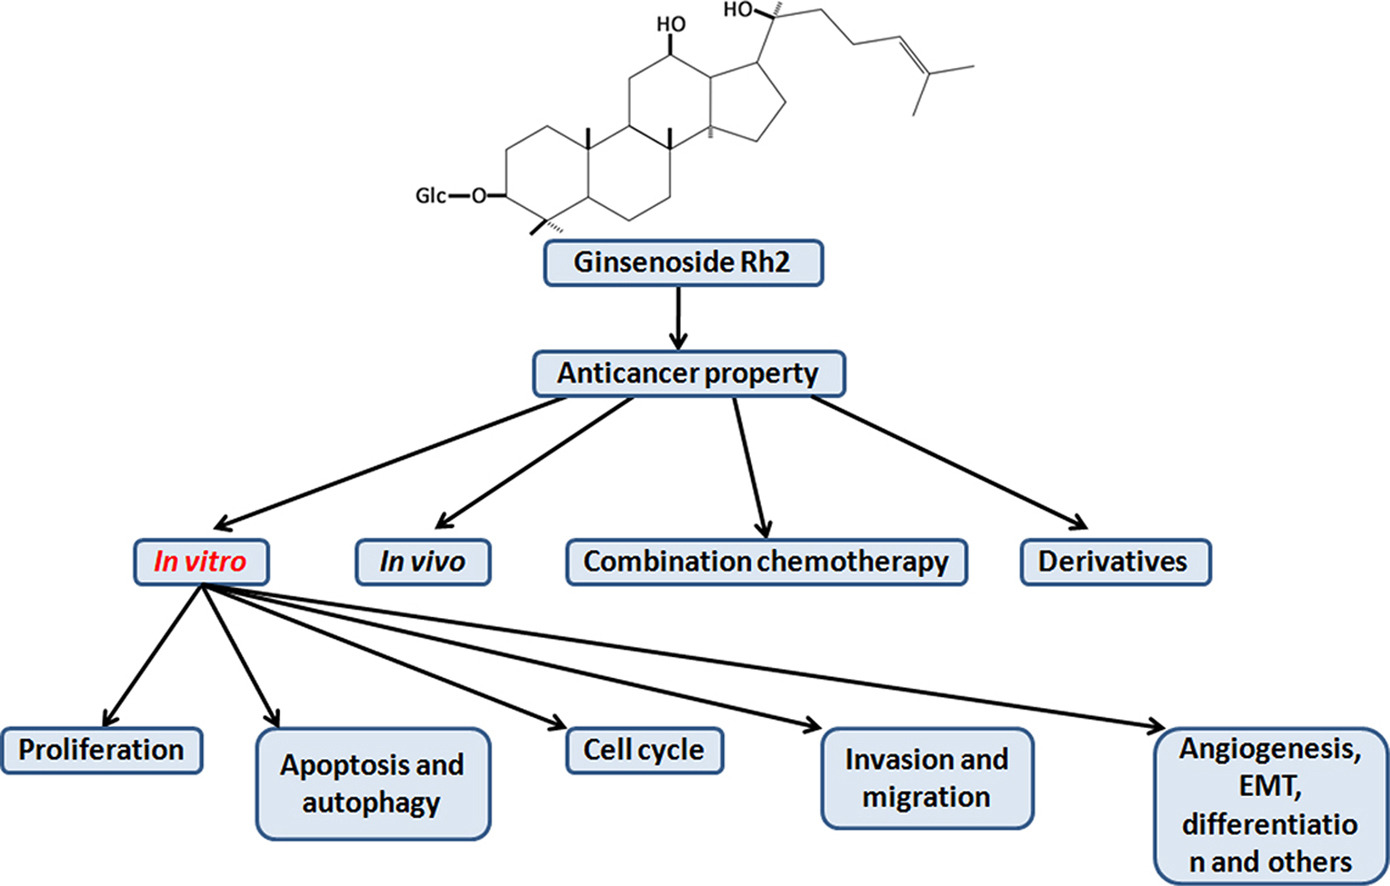 HO
HO
Glc
O
Ginsenoside Rh2
Anticancer property
In vitro
In vivo
Combination chemotherapy
Derivatives
Proliferation
Apoptosis and
autophagy
Cell cycle
Invasion and
migration
Angiogenesis,
EMT,
differentiatio
n and others